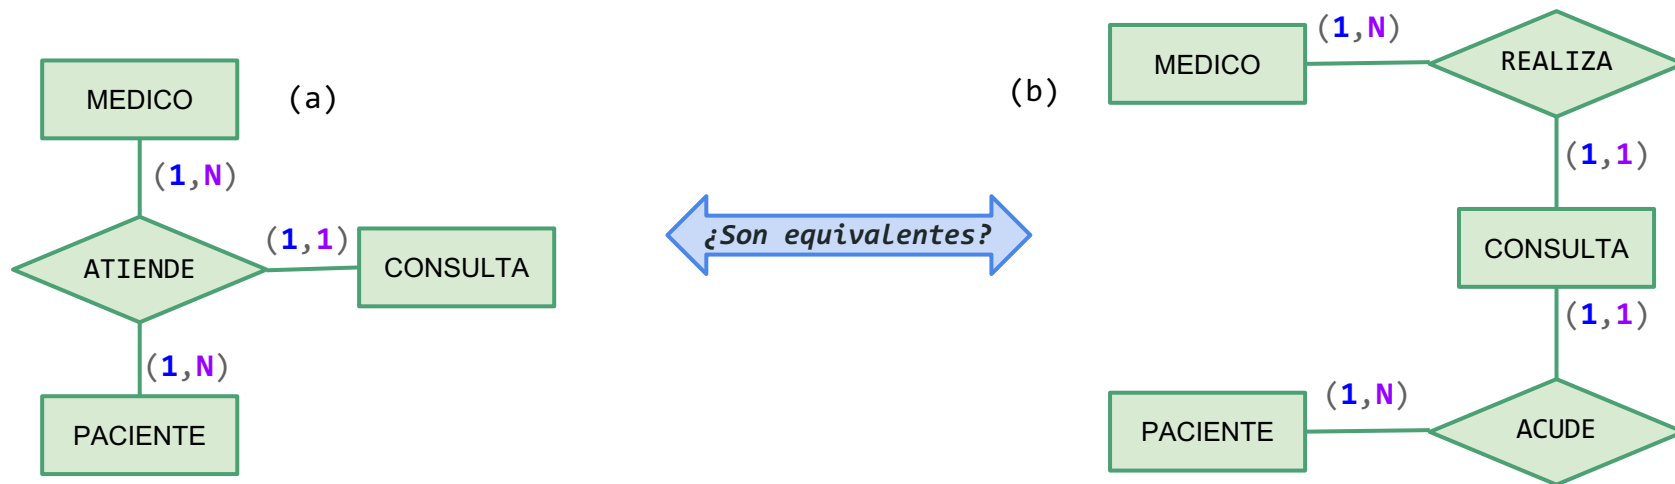 (a)
MEDICO
(1,N)
ATIENDE
(1,1)
CONSULTA
(1,N)
PACIENTE
¿Son equivalentes?
(b)
MEDICO
(1,N)
REALIZA
(1,1)
CONSULTA
(1,1)
PACIENTE
(1,N)
ACUDE